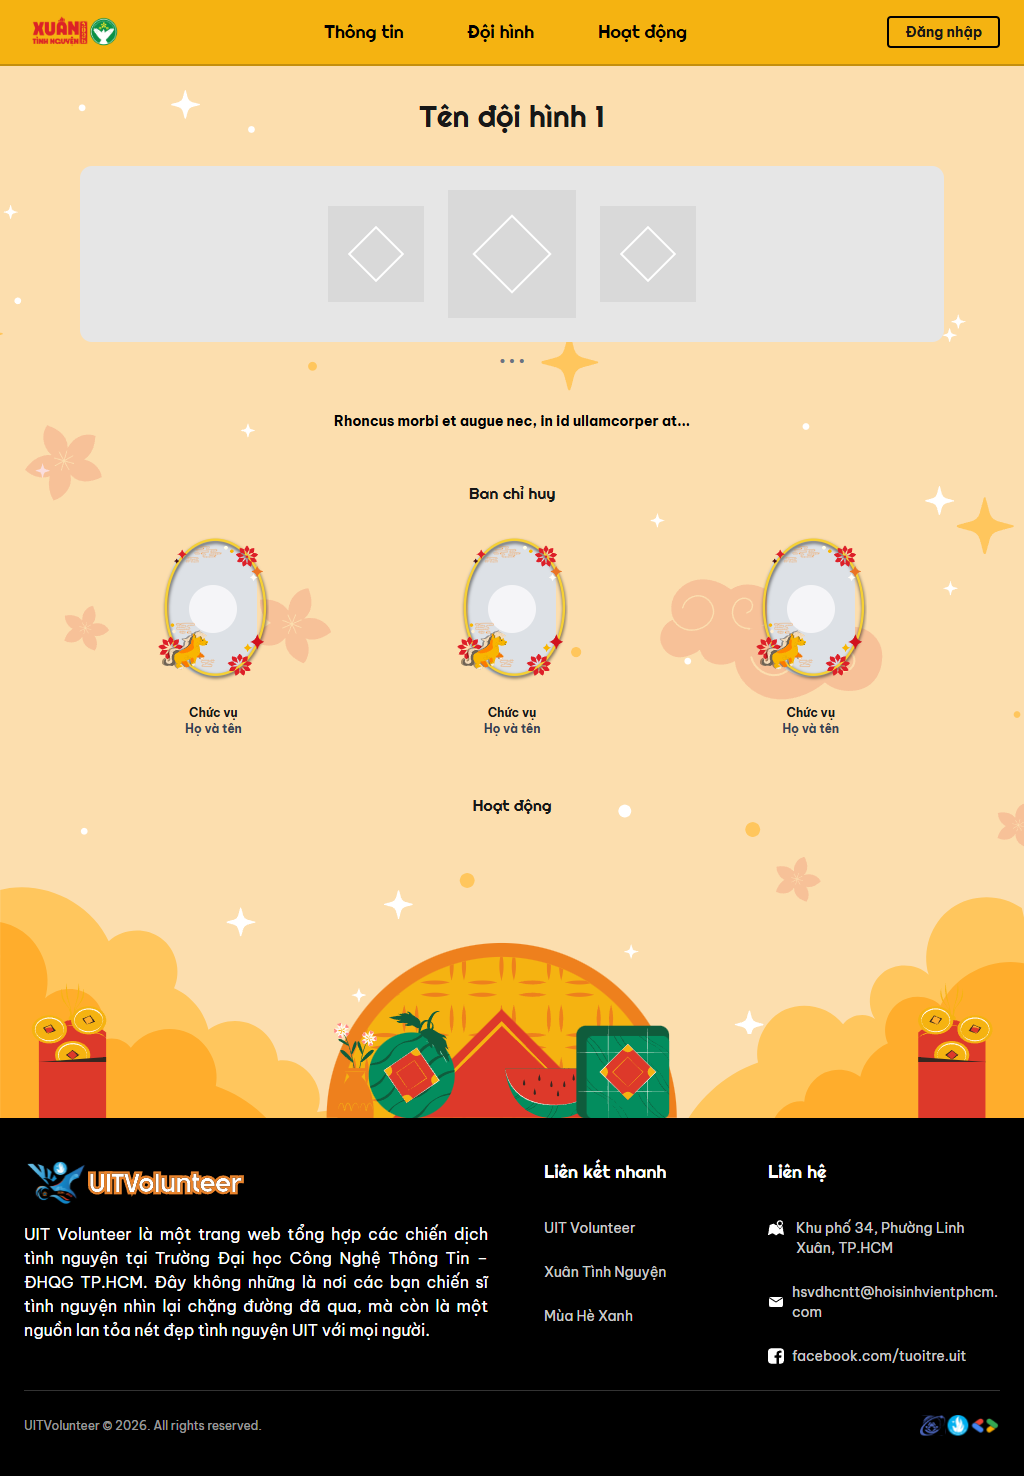 XUÂN
TÌNH NGUYỆN
Thông tin
Đội hình
Hoạt động
Đăng nhập
Tên đội hình 1
Rhoncus morbi et augue nec, in id ullamcorper at...
Ban chỉ huy
Chức vụ
Họ và tên
Chức vụ
Họ và tên
Chức vụ
Họ và tên
Hoạt động
UITVolunteer
UIT Volunteer là một trang web tổng hợp các chiến dịch
tình nguyện tại Trường Đại học Công Nghệ Thông Tin –
ĐHQG TP.HCM. Đây không những là nơi các bạn chiến sĩ
tình nguyện nhìn lại chặng đường đã qua, mà còn là một
nguồn lan tỏa nét đẹp tình nguyện UIT với mọi người.
Liên kết nhanh
UIT Volunteer
Xuân Tình Nguyện
Mùa Hè Xanh
Liên hệ
Khu phố 34, Phường Linh
Xuân, TP.HCM
hsvdhcntt@hoisinhvientphcm.
com
facebook.com/tuoitre.uit
UITVolunteer © 2026. All rights reserved.